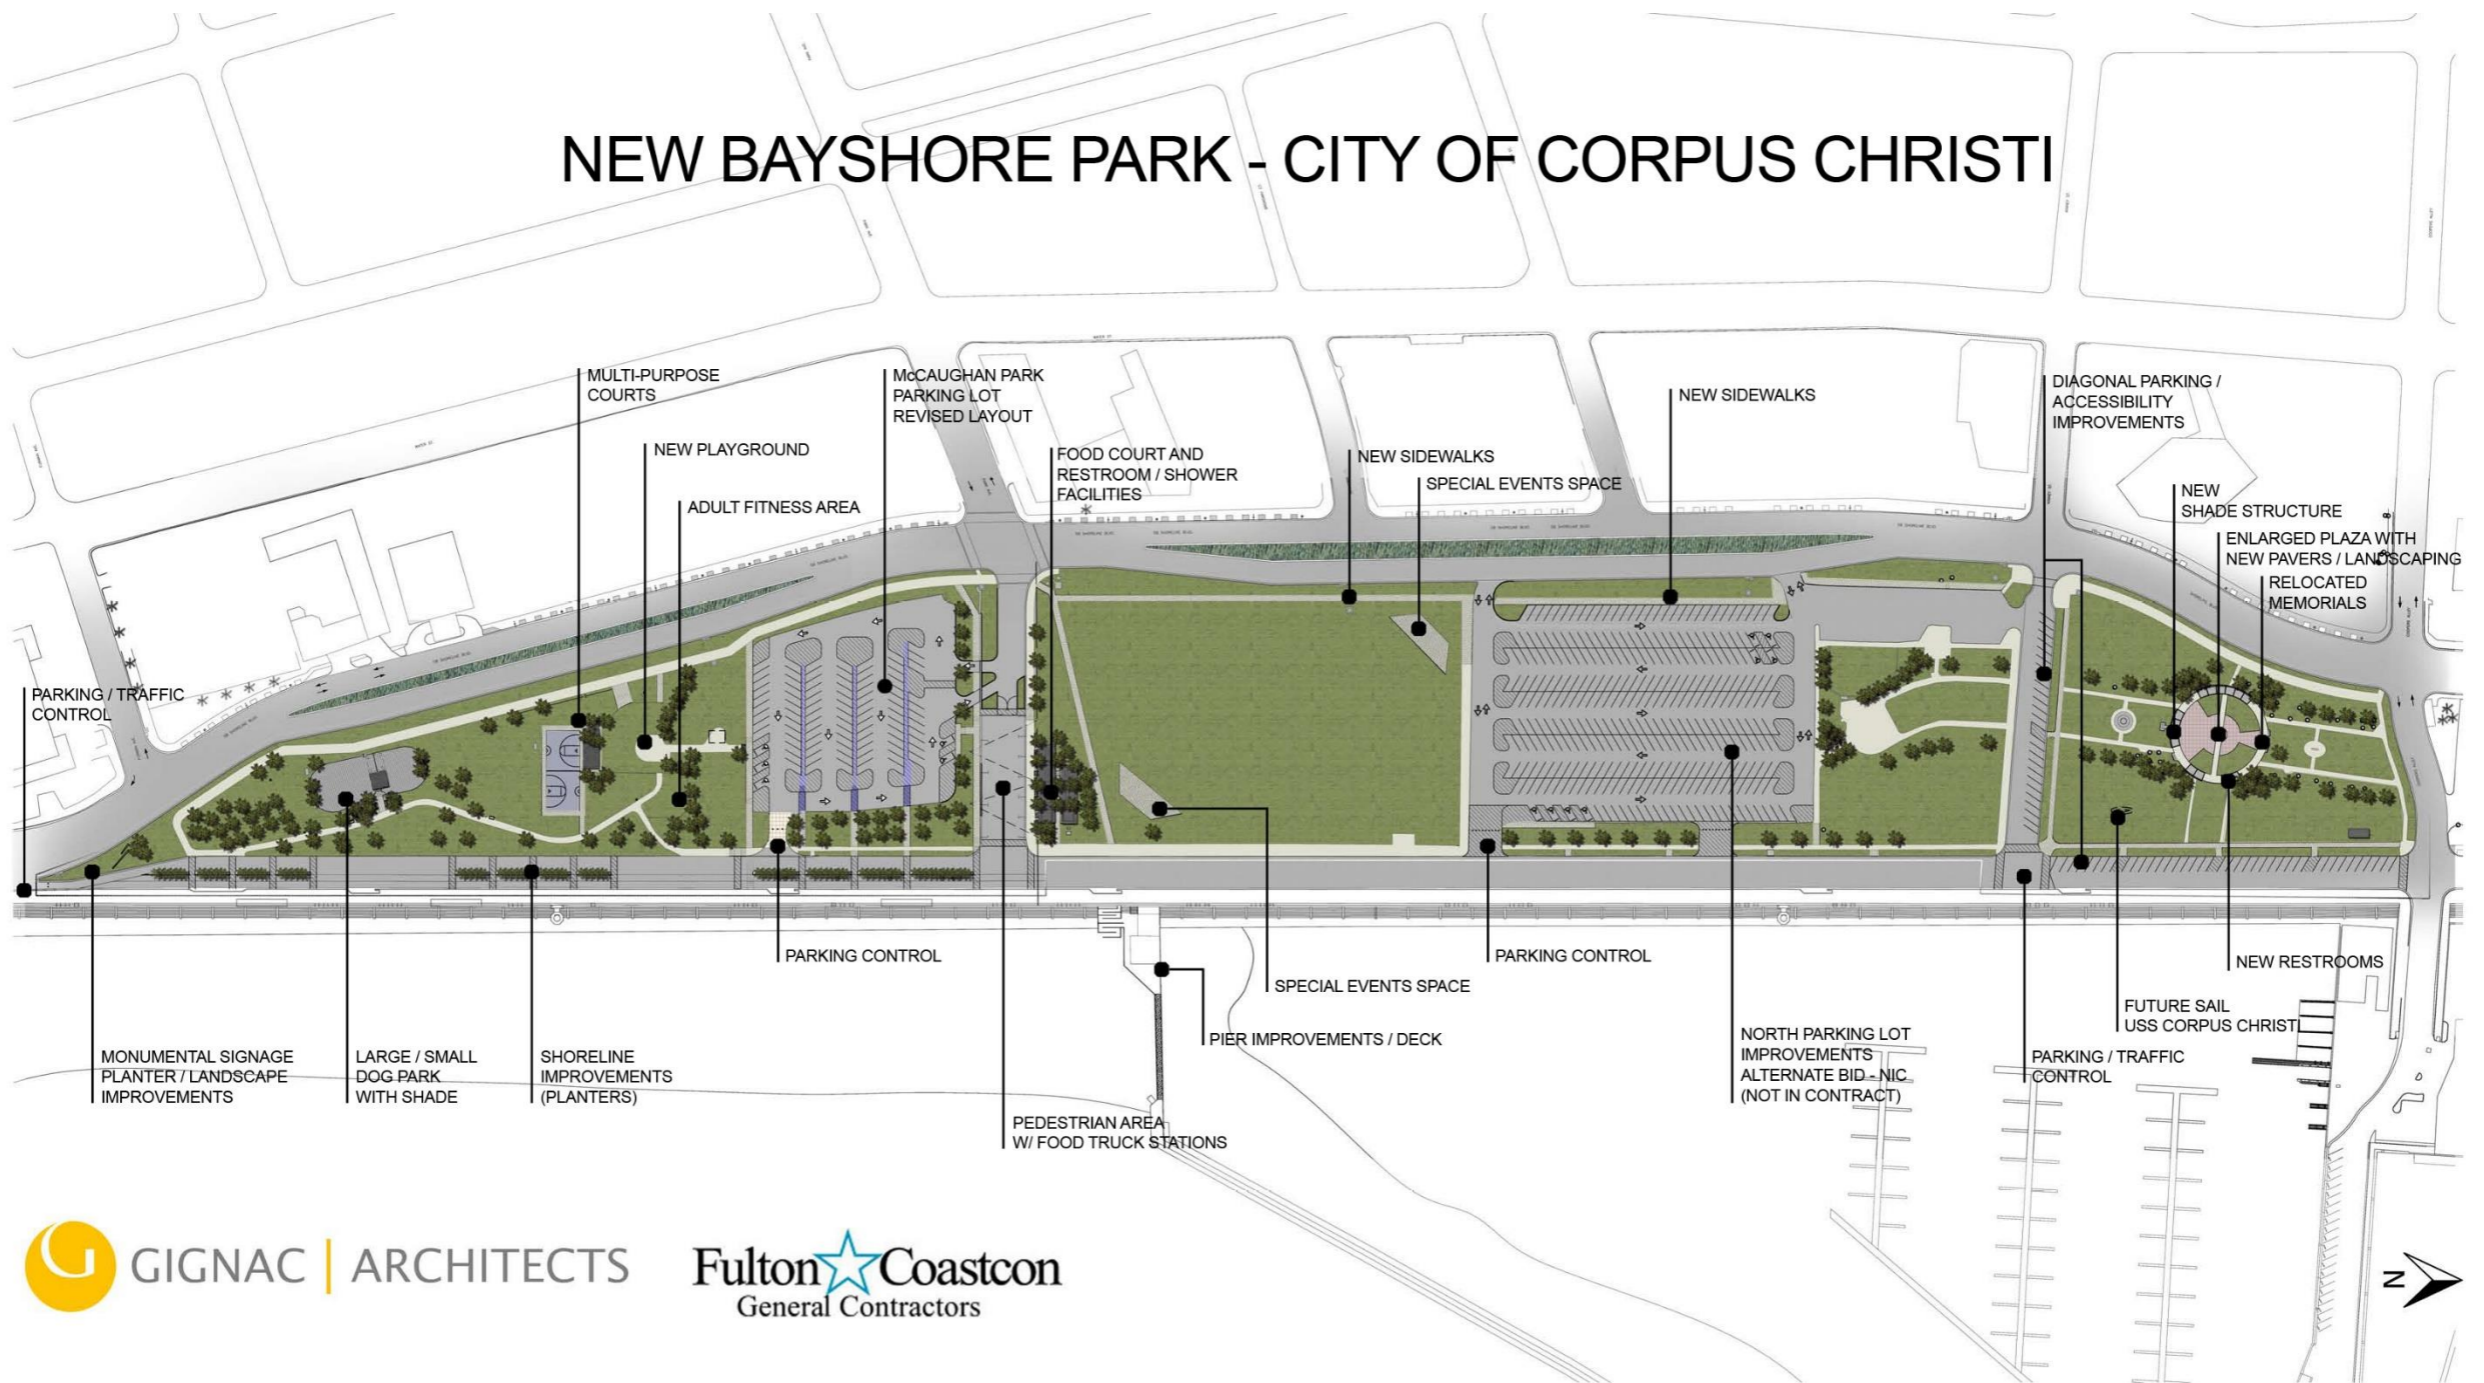 NEW BAYSHORE PARK - CITY OF CORPUS CHRISTI
MULTI-PURPOSE
COURTS
McCAUGHAN PARK
PARKING LOT
REVISED LAYOUT
NEW PLAYGROUND
ADULT FITNESS AREA
FOOD COURT AND
RESTROOM / SHOWER
FACILITIES
NEW SIDEWALKS
SPECIAL EVENTS SPACE
NEW SIDEWALKS
DIAGONAL PARKING /
ACCESSIBILITY
IMPROVEMENTS
NEW
SHADE STRUCTURE
ENLARGED PLAZA WITH
NEW PAVERS / LANDSCAPING
RELOCATED
MEMORIALS
PARKING / TRAFFIC
CONTROL
MONUMENTAL SIGNAGE
PLANTER / LANDSCAPE
IMPROVEMENTS
LARGE / SMALL
DOG PARK
WITH SHADE
SHORELINE
IMPROVEMENTS
(PLANTERS)
PARKING CONTROL
PEDESTRIAN AREA
W/ FOOD TRUCK STATIONS
PIER IMPROVEMENTS / DECK
SPECIAL EVENTS SPACE
PARKING CONTROL
NORTH PARKING LOT
IMPROVEMENTS
ALTERNATE BID - NIC
(NOT IN CONTRACT)
PARKING / TRAFFIC
CONTROL
FUTURE SAIL
USS CORPUS CHRISTI
NEW RESTROOMS
G
GIGNAC | ARCHITECTS
Fulton Coastcon
General Contractors
N